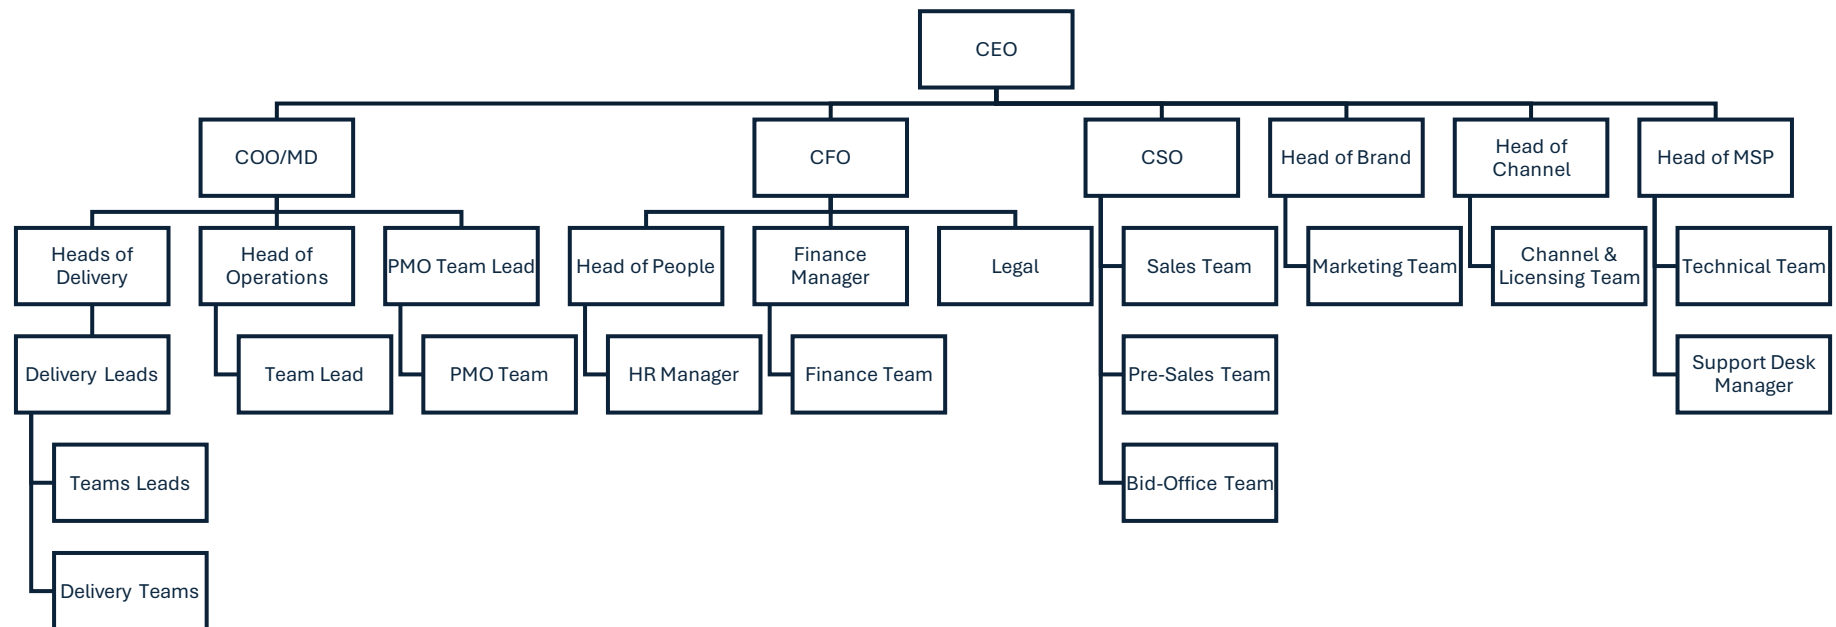 CEO
COO/MD
CFO
CSO
Head of Brand
Head of
Channel
Head of MSP
Heads of
Delivery
Head of
Operations
PMO Team Lead
Head of People
Finance
Manager
Legal
Sales Team
Marketing Team
Channel &
Licensing Team
Technical Team
Delivery Leads
Team Lead
PMO Team
HR Manager
Finance Team
Pre-Sales Team
Support Desk
Manager
Teams Leads
Bid-Office Team
Delivery Teams